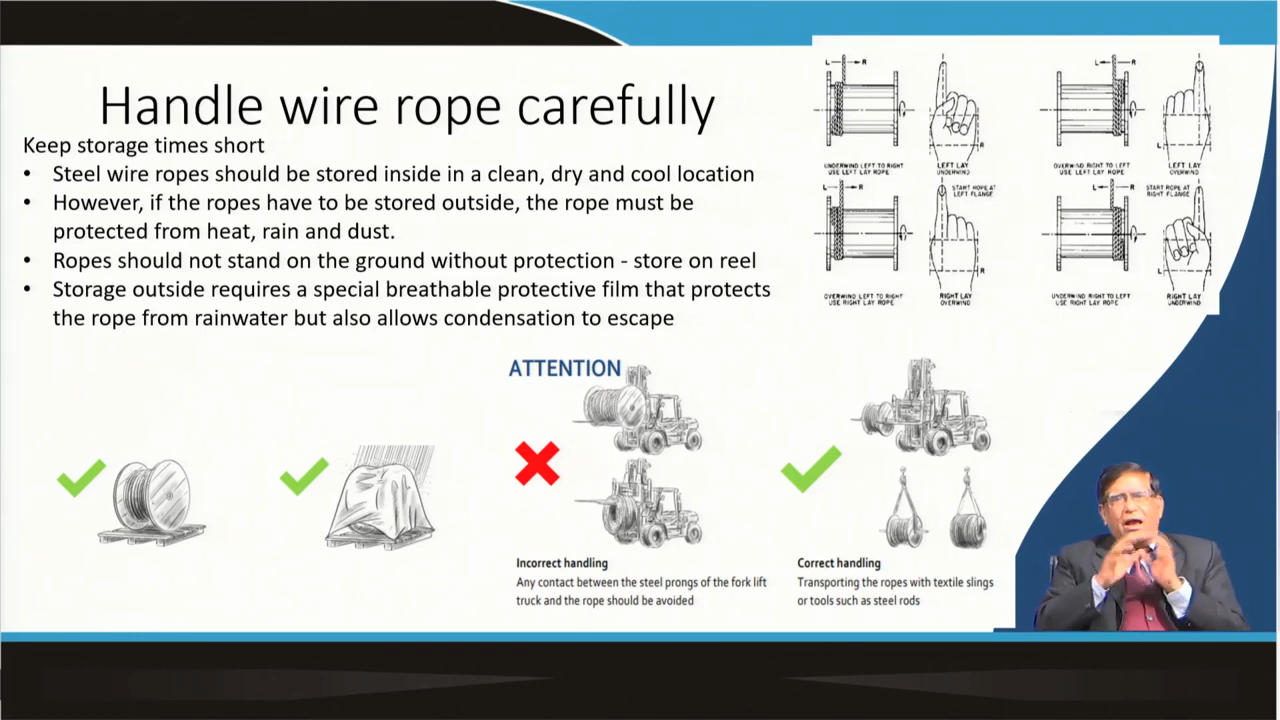 Handle wire rope carefully
Keep storage times short
• Steel wire ropes should be stored inside in a clean, dry and cool location
• However, if the ropes have to be stored outside, the rope must be
protected from heat, rain and dust.
• Ropes should not stand on the ground without protection - store on reel
• Storage outside requires a special breathable protective film that protects
the rope from rainwater but also allows condensation to escape
L R
UNDERWIND LEFT TO RIGHT
USE LEFT LAY ROPE
R
LEFT LAY
UNDERWIND
L R
OVERWIND RIGHT TO LEFT
USE LEFT LAY ROPE
L
LEFT LAY
OVERWIND
L R
OVERWIND LEFT TO RIGHT
USE RIGHT LAY ROPE
START ROPE AT
LEFT FLANGE
R
RIGHT LAY
OVERWIND
L R
UNDERWIND RIGHT TO LEFT
USE RIGHT LAY ROPE
START ROPE AT
RIGHT FLANGE
L
RIGHT LAY
UNDERWIND
ATTENTION
Incorrect handling
Any contact between the steel prongs of the fork lift
truck and the rope should be avoided
Correct handling
Transporting the ropes with textile slings
or tools such as steel rods